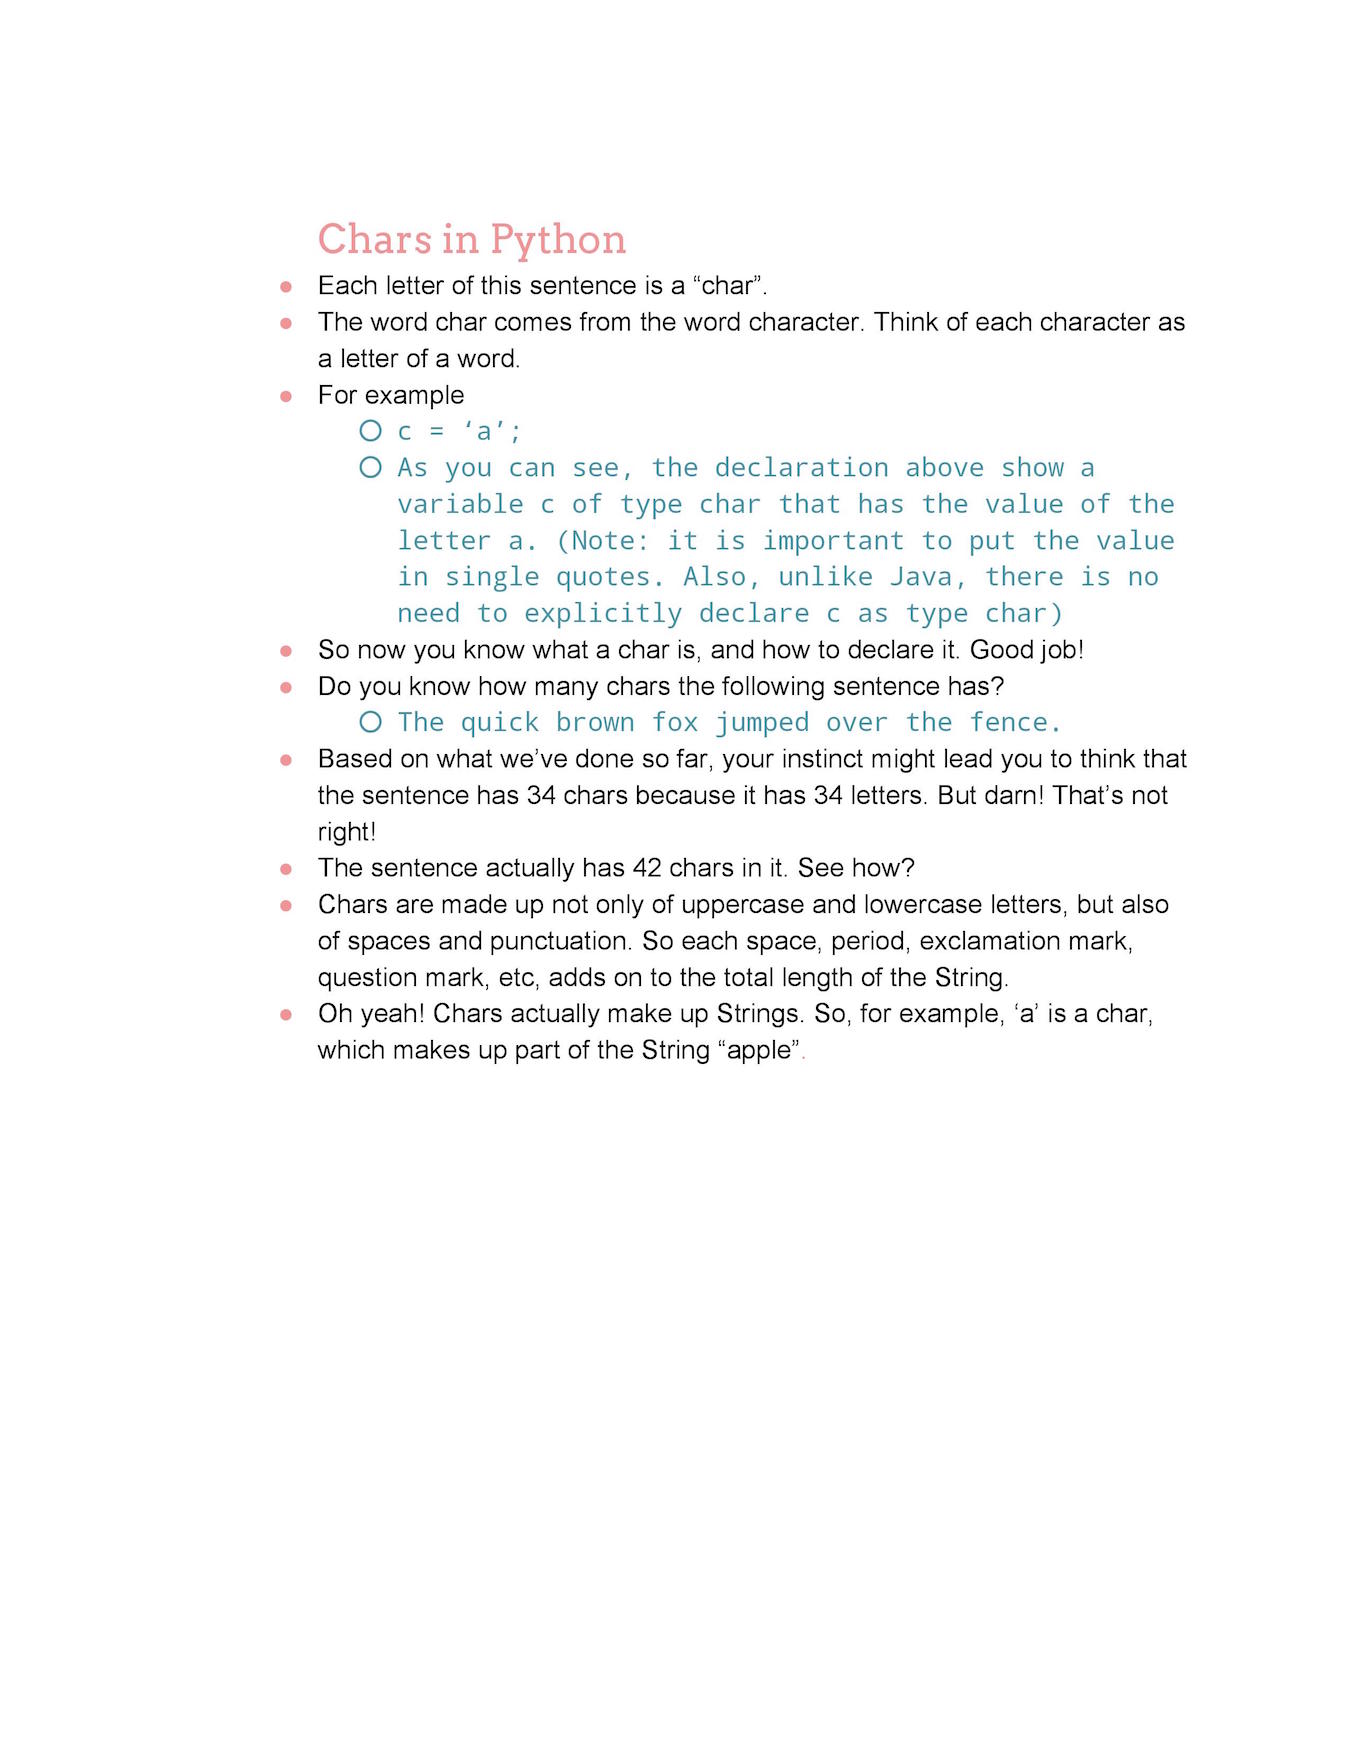 Chars in Python
● Each letter of this sentence is a “char”.
● The word char comes from the word character. Think of each character as
a letter of a word.
● For example
○ c = ‘a’;
○ As you can see, the declaration above show a
variable c of type char that has the value of the
letter a. (Note: it is important to put the value
in single quotes. Also, unlike Java, there is no
need to explicitly declare c as type char)
● So now you know what a char is, and how to declare it. Good job!
● Do you know how many chars the following sentence has?
○ The quick brown fox jumped over the fence.
● Based on what we’ve done so far, your instinct might lead you to think that
the sentence has 34 chars because it has 34 letters. But darn! That’s not
right!
● The sentence actually has 42 chars in it. See how?
● Chars are made up not only of uppercase and lowercase letters, but also
of spaces and punctuation. So each space, period, exclamation mark,
question mark, etc, adds on to the total length of the String.
● Oh yeah! Chars actually make up Strings. So, for example, ‘a’ is a char,
which makes up part of the String “apple”.